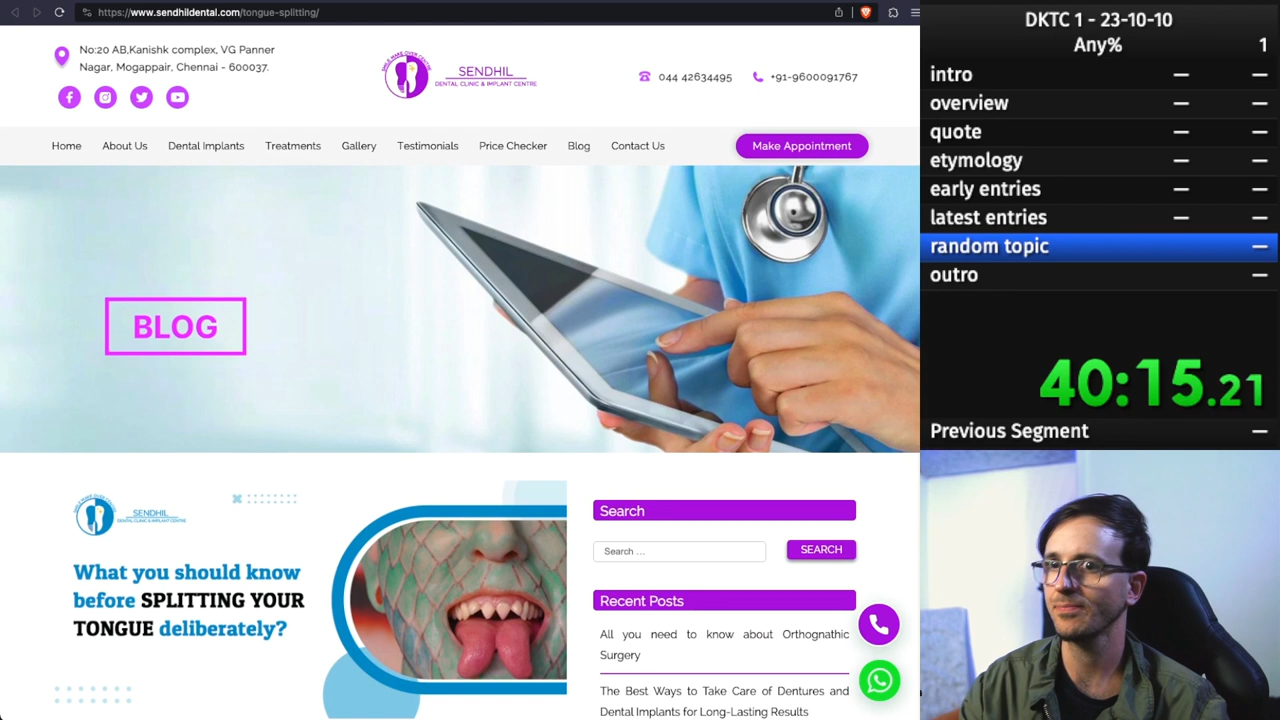 https://www.sendhildental.com/tongue-splitting/
No:20 AB,Kanishk complex, VG Panner
Nagar, Mogappair, Chennai - 600037.
SMILE MAKE OVER CENTRE
SENDHIL
DENTAL CLINIC & IMPLANT CENTRE
044 42634495
+91-9600091767
Home
About Us
Dental Implants
Treatments
Gallery
Testimonials
Price Checker
Blog
Contact Us
Make Appointment
BLOG
SENDHIL
DENTAL CLINIC & IMPLANT CENTRE
What you should know
before SPLITTING YOUR
TONGUE deliberately?
Search
Search ...
SEARCH
Recent Posts
All you need to know about Orthognathic
Surgery
The Best Ways to Take Care of Dentures and
Dental Implants for Long-Lasting Results
DKTC 1 - 23-10-10
Any% 1
intro — —
overview — —
quote — —
etymology — —
early entries — —
latest entries — —
random topic —
outro —
40:15.21
Previous Segment —